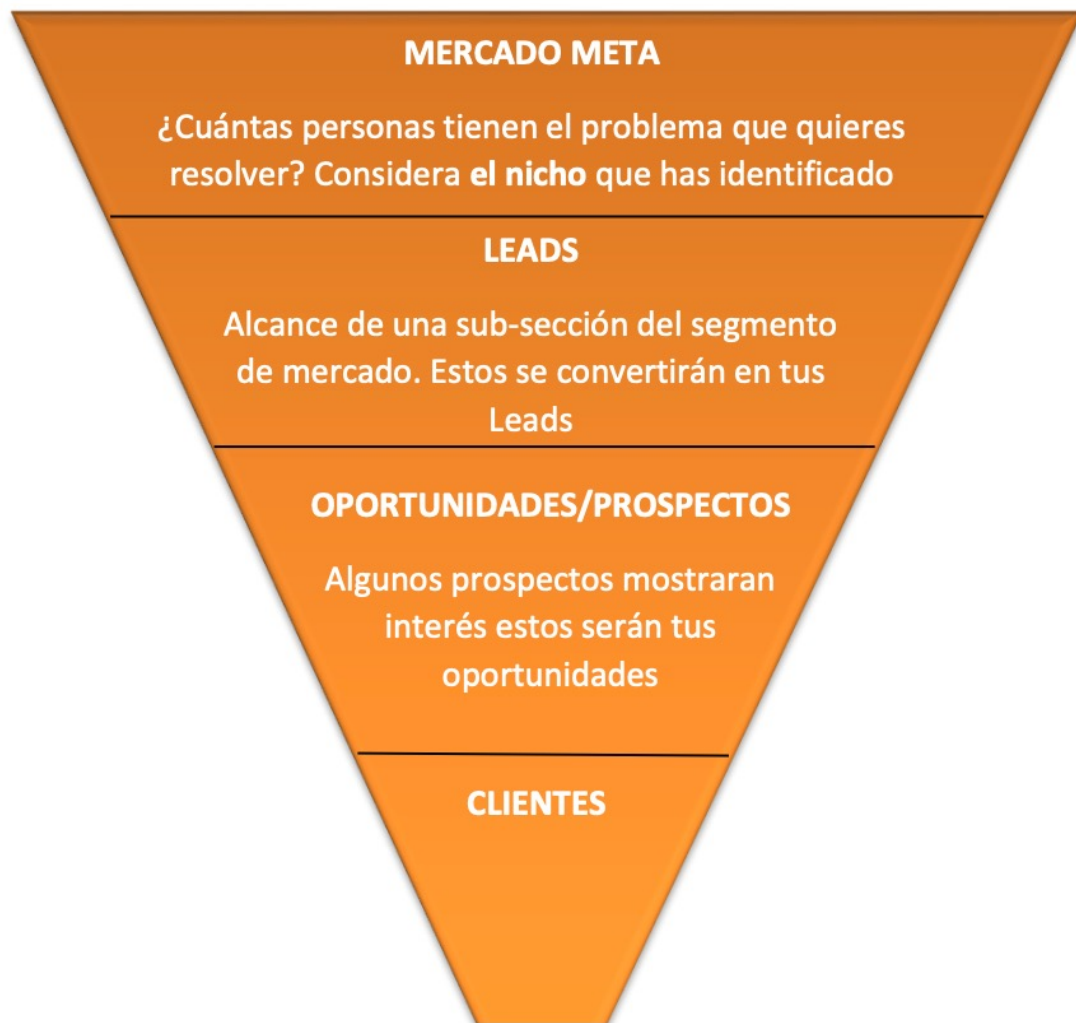 MERCADO META
¿Cuántas personas tienen el problema que quieres
resolver? Considera el nicho que has identificado
LEADS
Alcance de una sub-sección del segmento
de mercado. Estos se convertirán en tus
Leads
OPORTUNIDADES/PROSPECTOS
Algunos prospectos mostraran
interés estos serán tus
oportunidades
CLIENTES